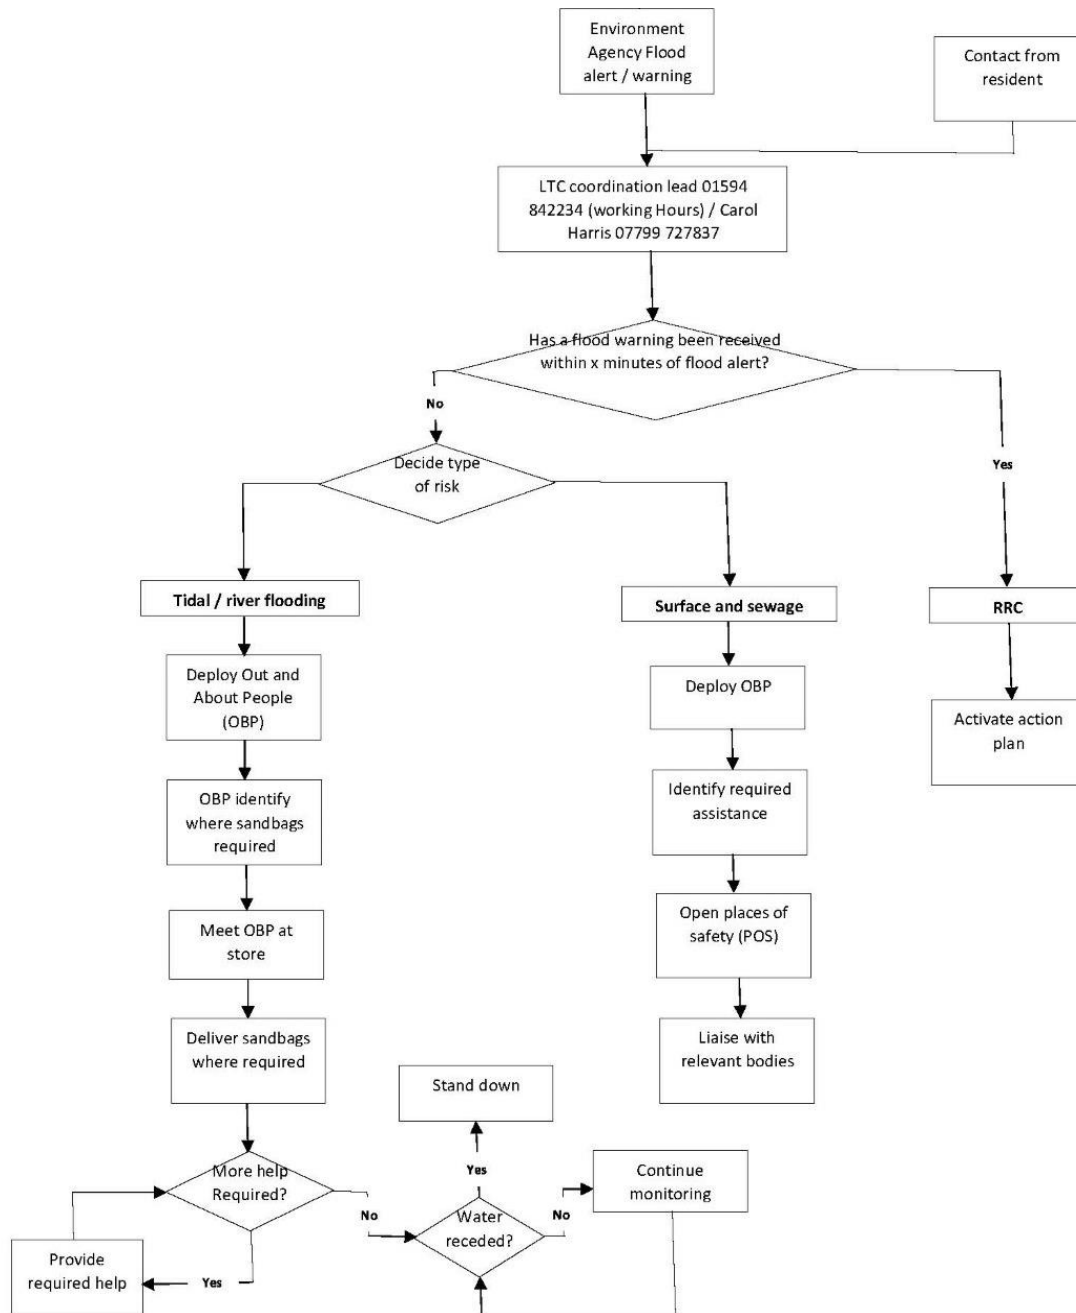 Environment
Agency Flood
alert / warning
Contact from
resident
LTC coordination lead 01594
842234 (working Hours) / Carol
Harris 07799 727837
Has a flood warning been received
within x minutes of flood alert?
No
Yes
Decide type
of risk
Tidal / river flooding
Surface and sewage
RRC
Deploy Out and
About People
(OBP)
Deploy OBP
Activate action
plan
OBP identify
where sandbags
required
Identify required
assistance
Meet OBP at
store
Open places of
safety (POS)
Deliver sandbags
where required
Liaise with
relevant bodies
Stand down
More help
Required?
Yes
Continue
monitoring
No
Water
receded?
No
Provide
required help
Yes